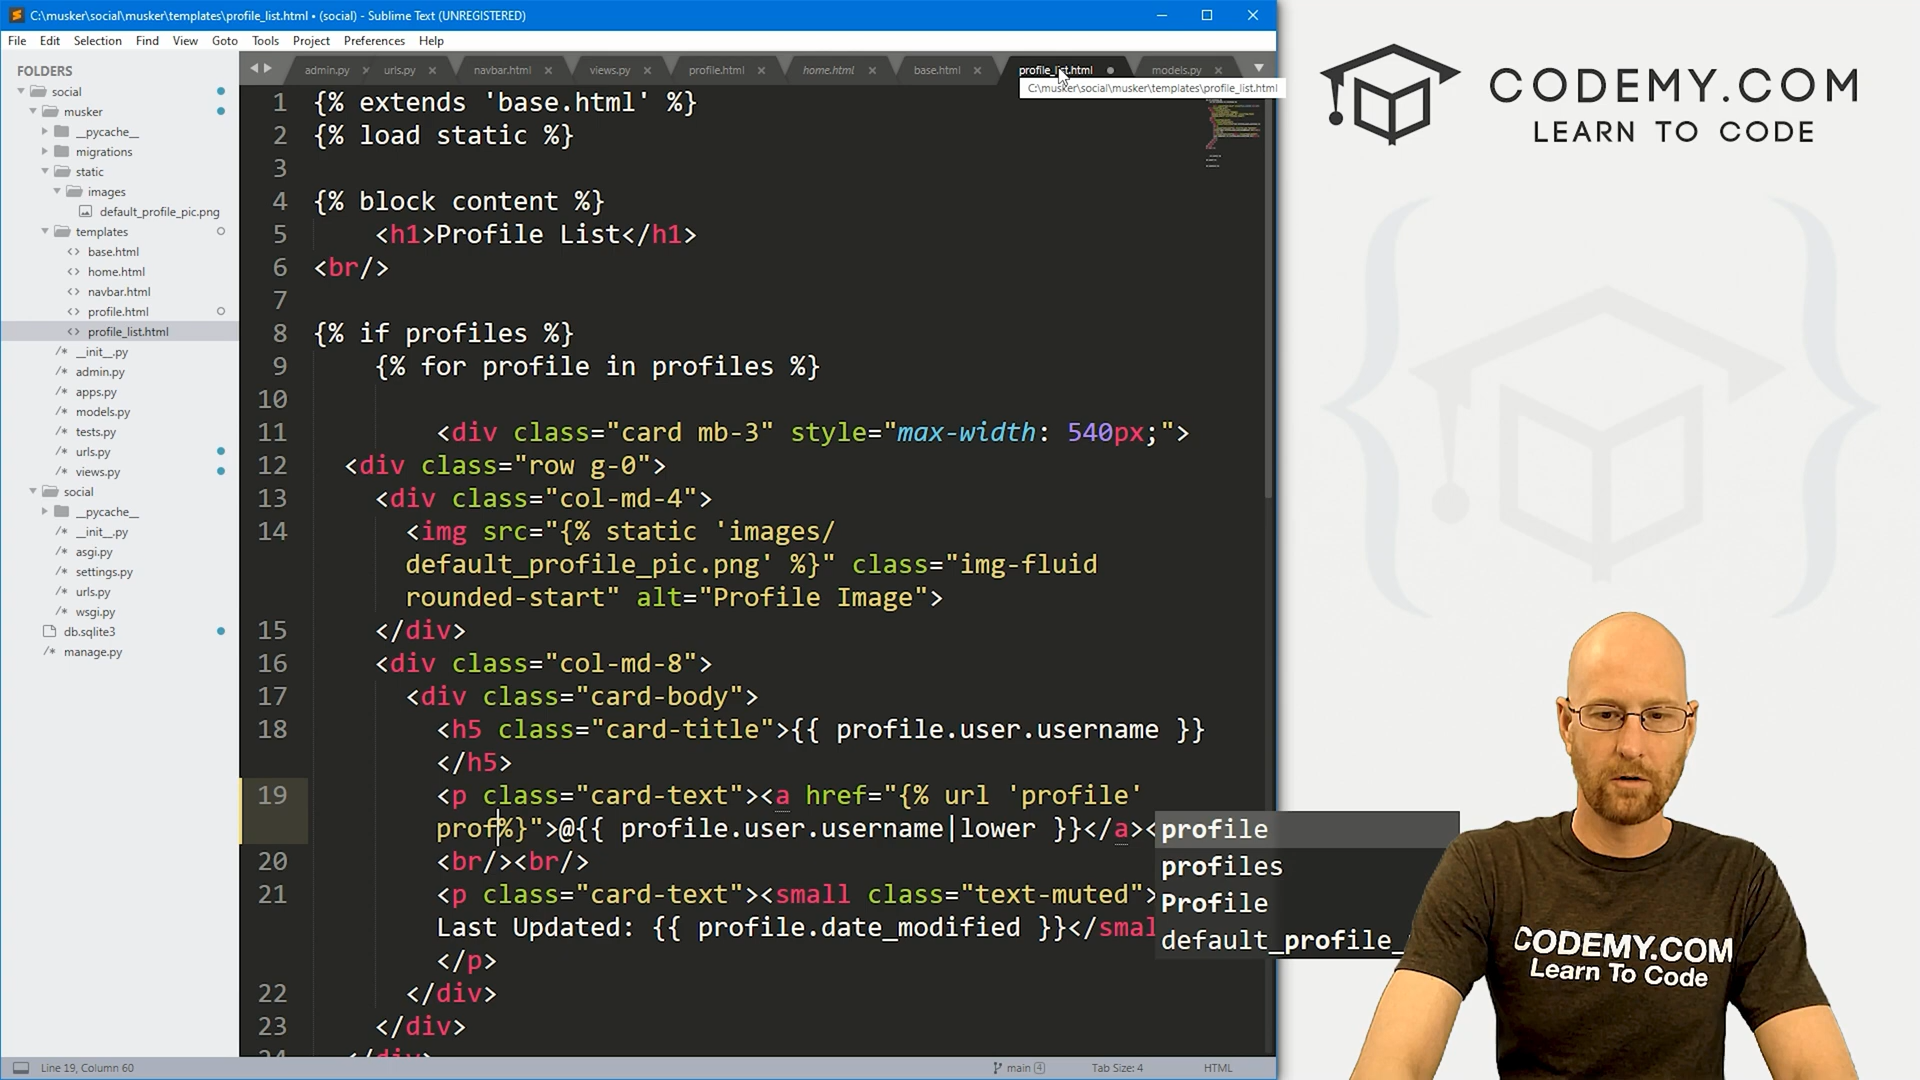 C:\musker\social\musker\templates\profile_list.html • (social) - Sublime Text (UNREGISTERED)
File Edit Selection Find View Goto Tools Project Preferences Help
FOLDERS
social
musker
__pycache__
migrations
static
images
default_profile_pic.png
templates
base.html
home.html
navbar.html
profile.html
profile_list.html
__init__.py
admin.py
apps.py
models.py
tests.py
urls.py
views.py
social
__pycache__
__init__.py
asgi.py
settings.py
urls.py
wsgi.py
db.sqlite3
manage.py
admin.py urls.py navbar.html views.py profile.html home.html base.html profile_list.html models.py
C:\musker\social\musker\templates\profile_list.html
1 {% extends 'base.html' %}
2 {% load static %}
3
4 {% block content %}
5 <h1>Profile List</h1>
6 <br/>
7
8 {% if profiles %}
9 {% for profile in profiles %}
10
11 <div class="card mb-3" style="max-width: 540px;">
12 <div class="row g-0">
13 <div class="col-md-4">
14 <img src="{% static 'images/
default_profile_pic.png' %}" class="img-fluid
rounded-start" alt="Profile Image">
15 </div>
16 <div class="col-md-8">
17 <div class="card-body">
18 <h5 class="card-title">{{ profile.user.username }}
</h5>
19 <p class="card-text"><a href="{% url 'profile'
prof%}">@{{ profile.user.username|lower }}</a><
20 <br/><br/>
21 <p class="card-text"><small class="text-muted">
Last Updated: {{ profile.date_modified }}</smal
</p>
22 </div>
23 </div>
profile
profiles
Profile
default_profile_
Line 19, Column 60
main 4
Tab Size: 4
HTML
CODEMY.COM
LEARN TO CODE
CODEMY.COM
Learn To Code